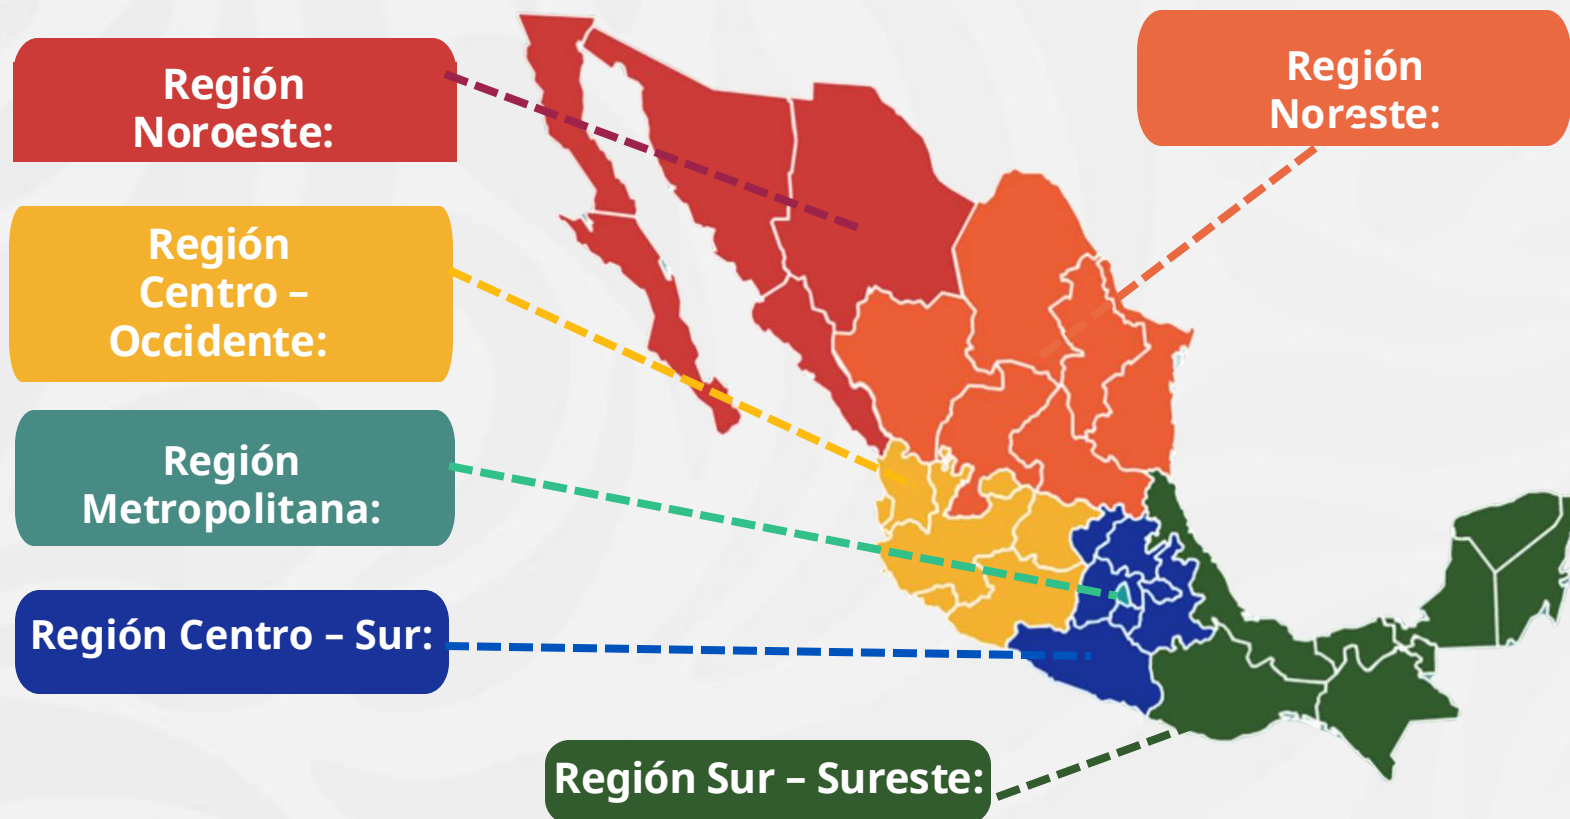 Región
Noroeste:
Región
Noreste:
Región
Centro –
Occidente:
Región
Metropolitana:
Región Centro – Sur:
Región Sur – Sureste: